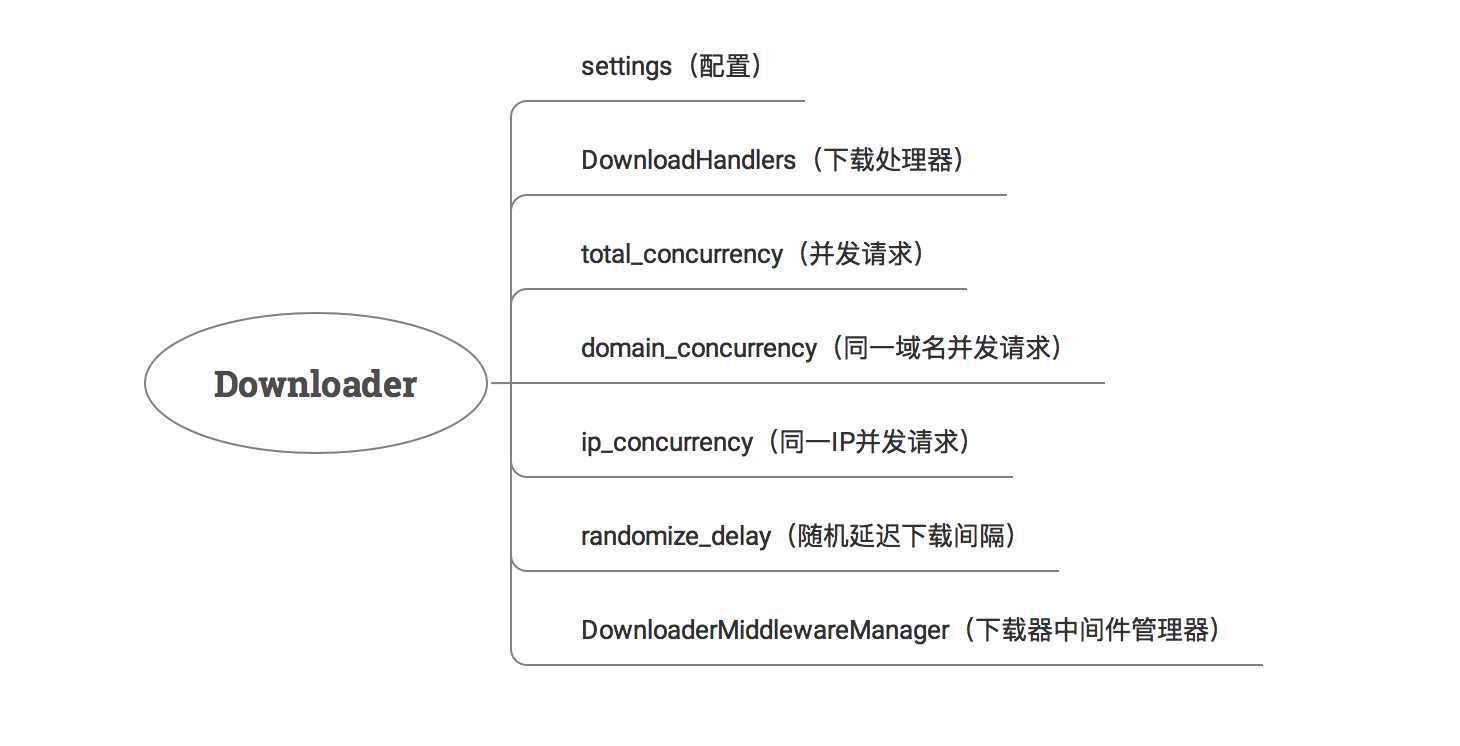 settings（配置）
DownloadHandlers（下载处理器）
total_concurrency（并发请求）
domain_concurrency（同一域名并发请求）
Downloader
ip_concurrency（同一IP并发请求）
randomize_delay（随机延迟下载间隔）
DownloaderMiddlewareManager（下载器中间件管理器）